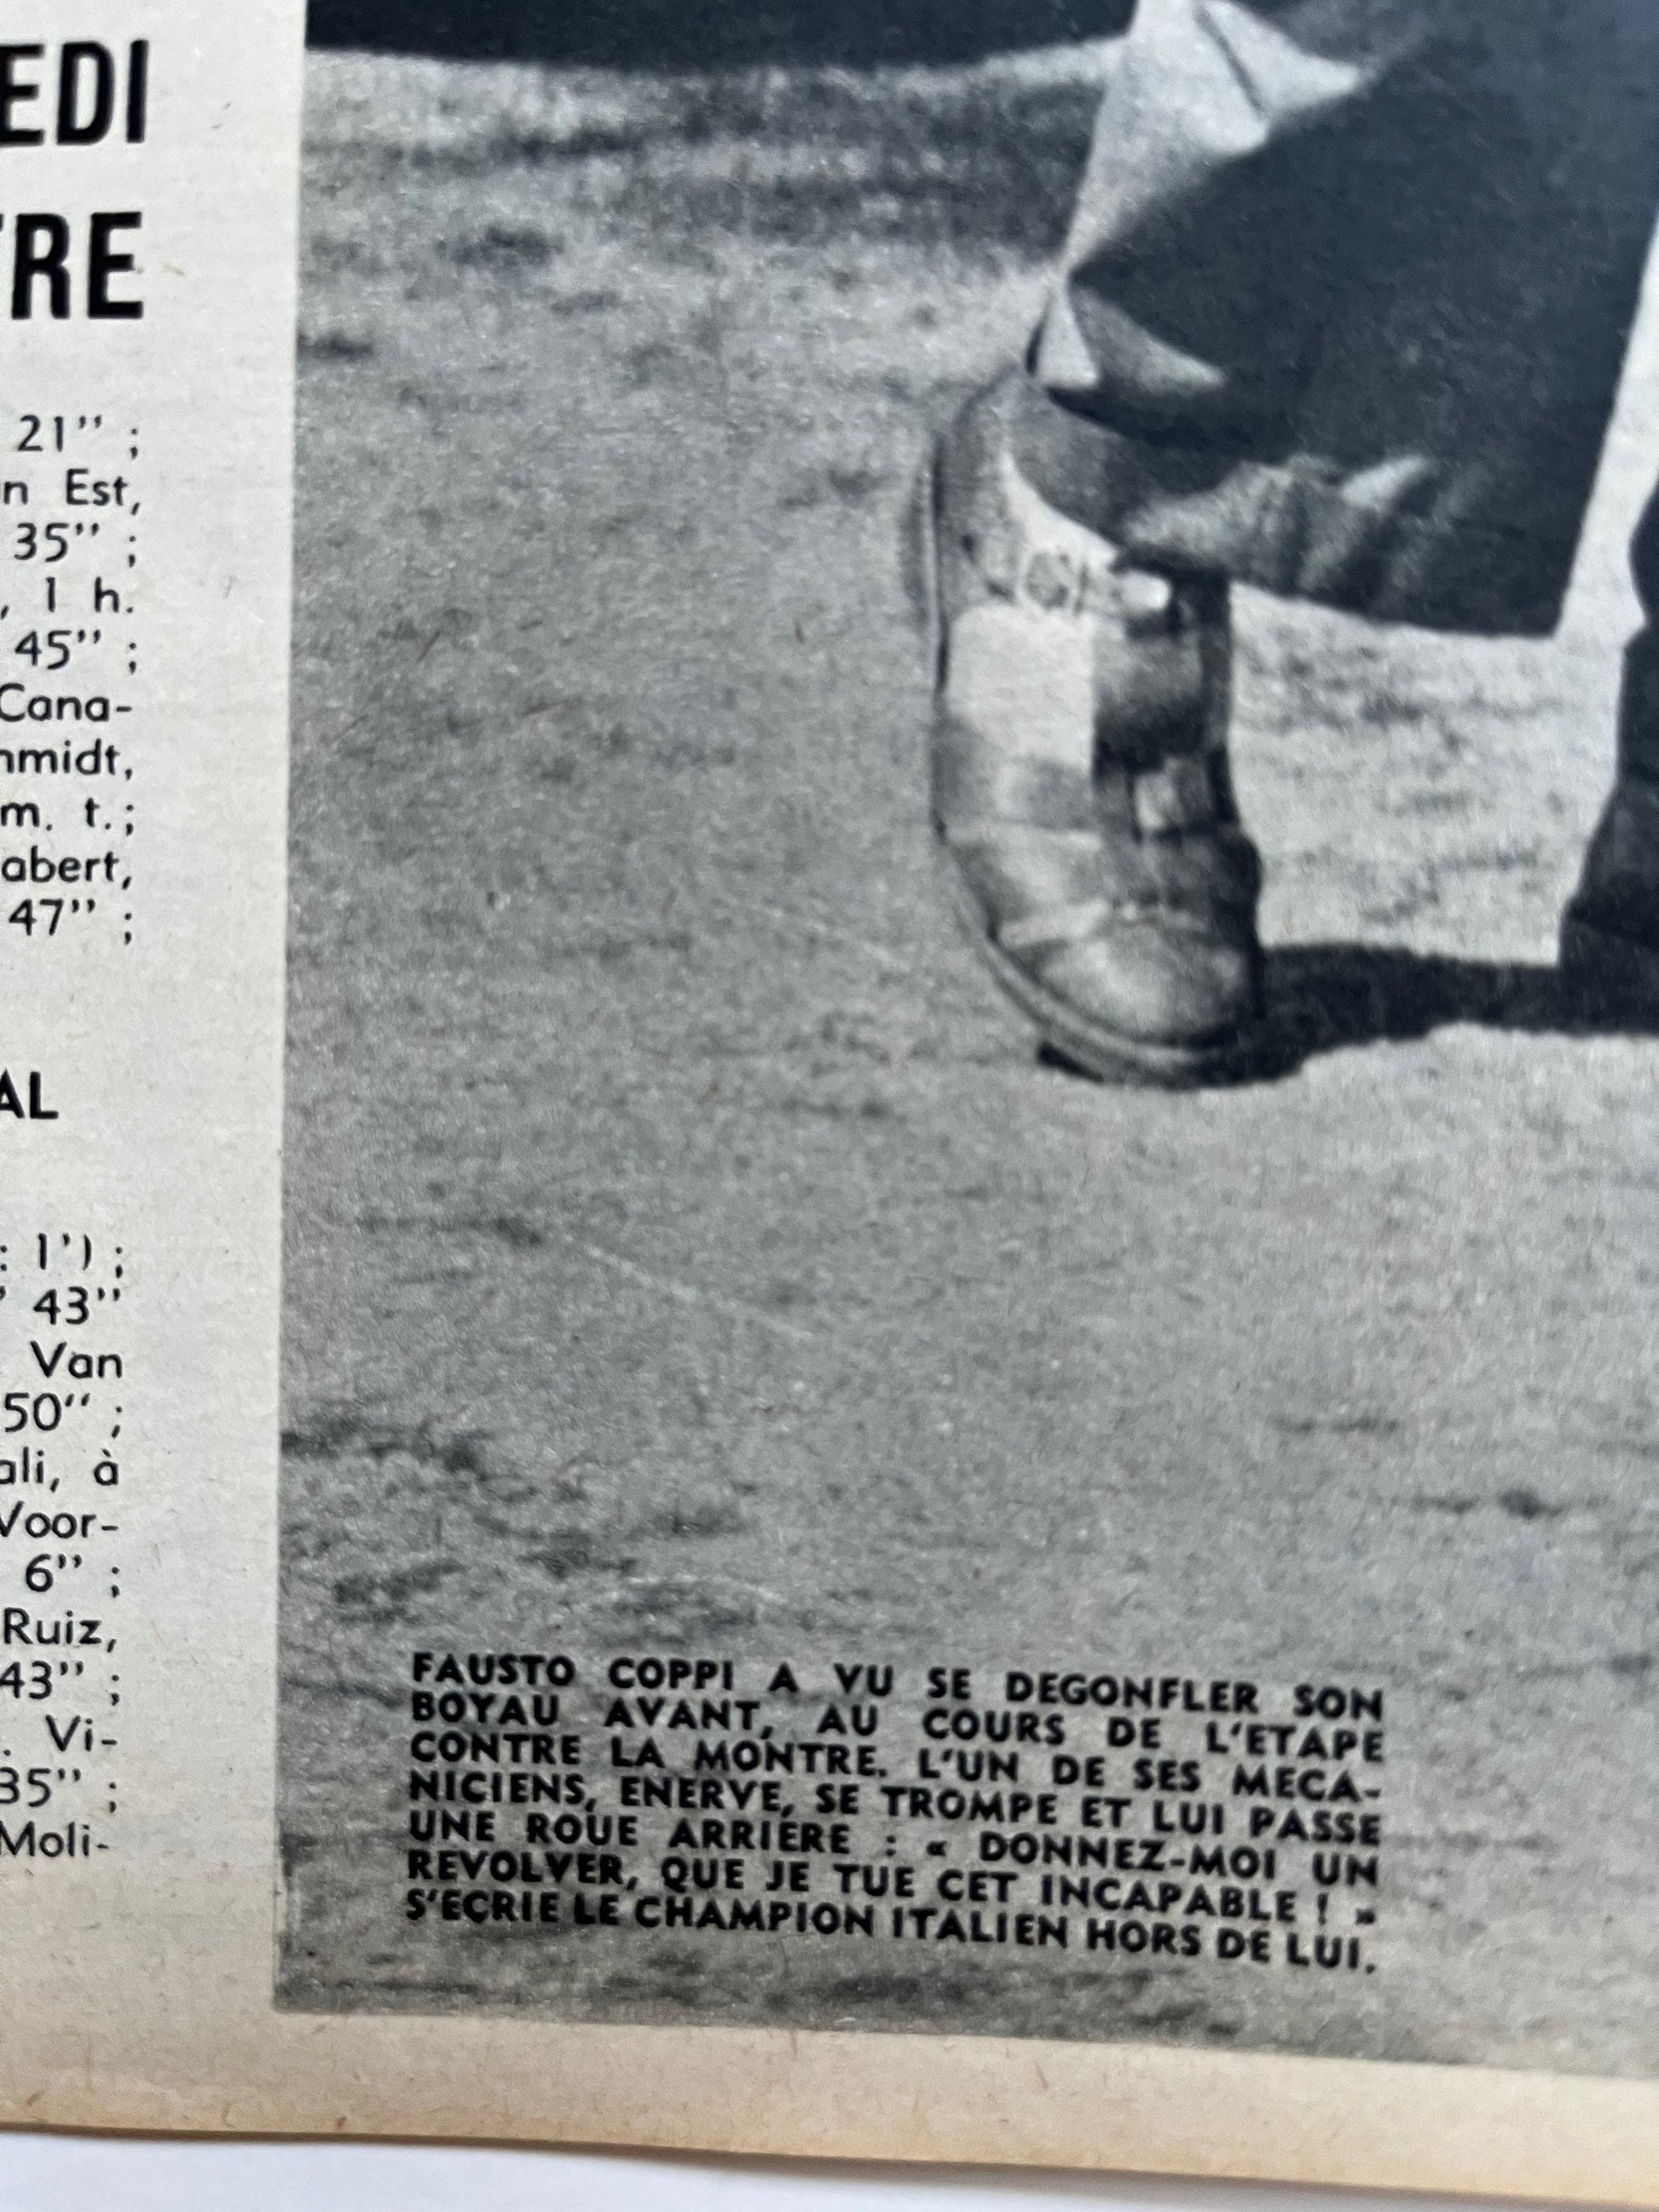 EDI
TRE
21'' ;
n Est,
35'' ;
, 1 h.
45'' ;
Cana-
hmidt,
m. t.;
abert,
47'' ;
AL
: 1') ;
' 43''
. Van
50'' ;
ali, à
Voor-
6'' ;
Ruiz,
43'' ;
. Vi-
35'' ;
Moli-
FAUSTO COPPI A VU SE DEGONFLER SON
BOYAU AVANT, AU COURS DE L'ETAPE
CONTRE LA MONTRE. L'UN DE SES MECA-
NICIENS, ENERVE, SE TROMPE ET LUI PASSE
UNE ROUE ARRIERE : « DONNEZ-MOI UN
REVOLVER, QUE JE TUE CET INCAPABLE ! »
S'ECRIE LE CHAMPION ITALIEN HORS DE LUI.